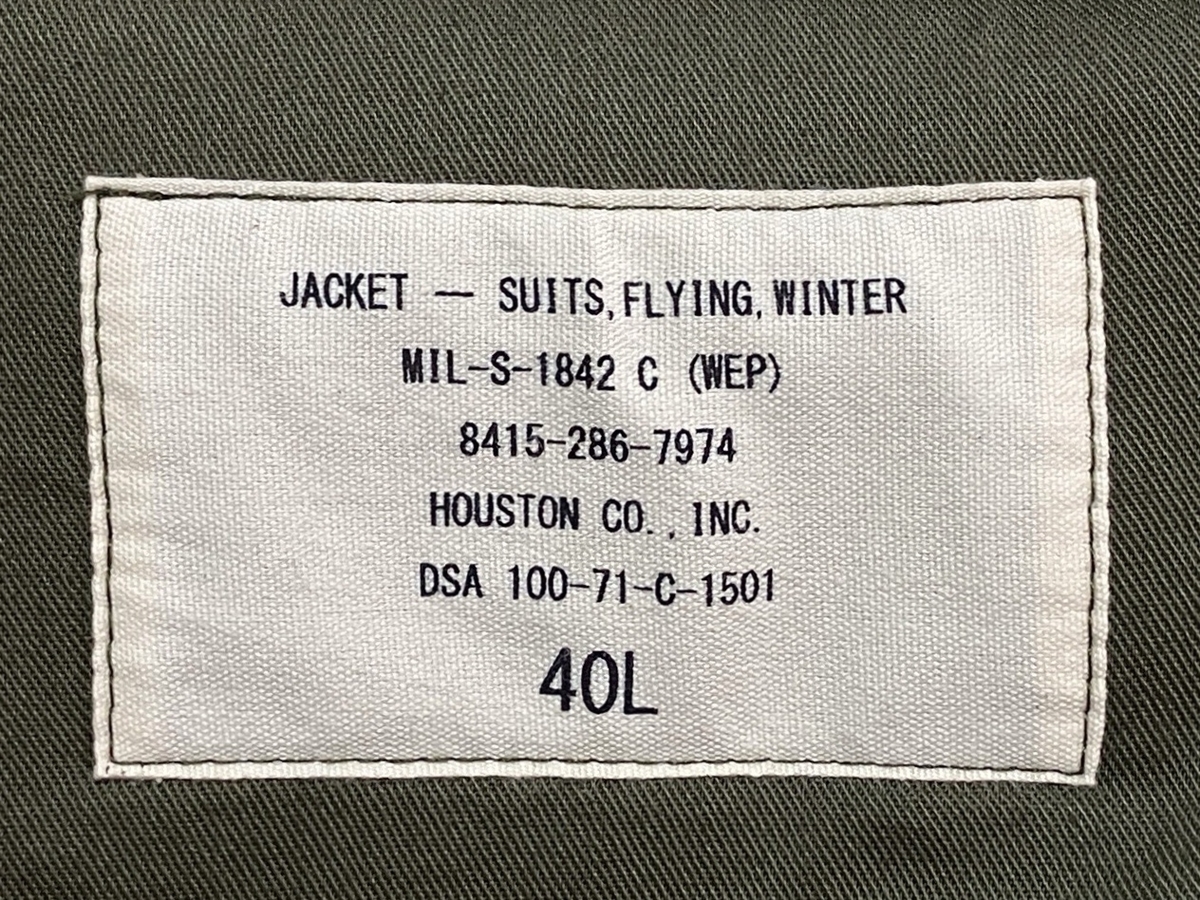 JACKET — SUITS, FLYING, WINTER
MIL-S-1842 C (WEP)
8415-286-7974
HOUSTON CO., INC.
DSA 100-71-C-1501
40L